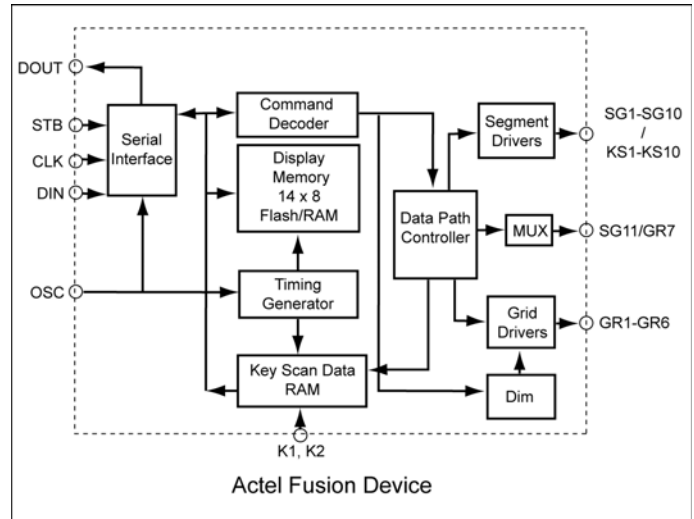 DOUT
STB
CLK
DIN
OSC
Serial
Interface
Command
Decoder
Display
Memory
14 x 8
Flash/RAM
Timing
Generator
Key Scan Data
RAM
K1, K2
Data Path
Controller
Segment
Drivers
MUX
Grid
Drivers
Dim
SG1-SG10
/
KS1-KS10
SG11/GR7
GR1-GR6
Actel Fusion Device